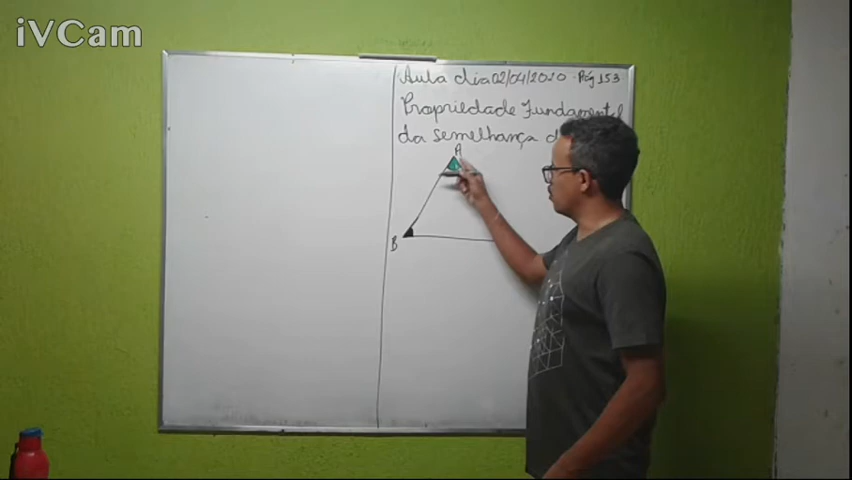 iVCam
Aula dia 02/04/2020 Pág 153
Propriedade Fundamental
da semelhança d
A
B